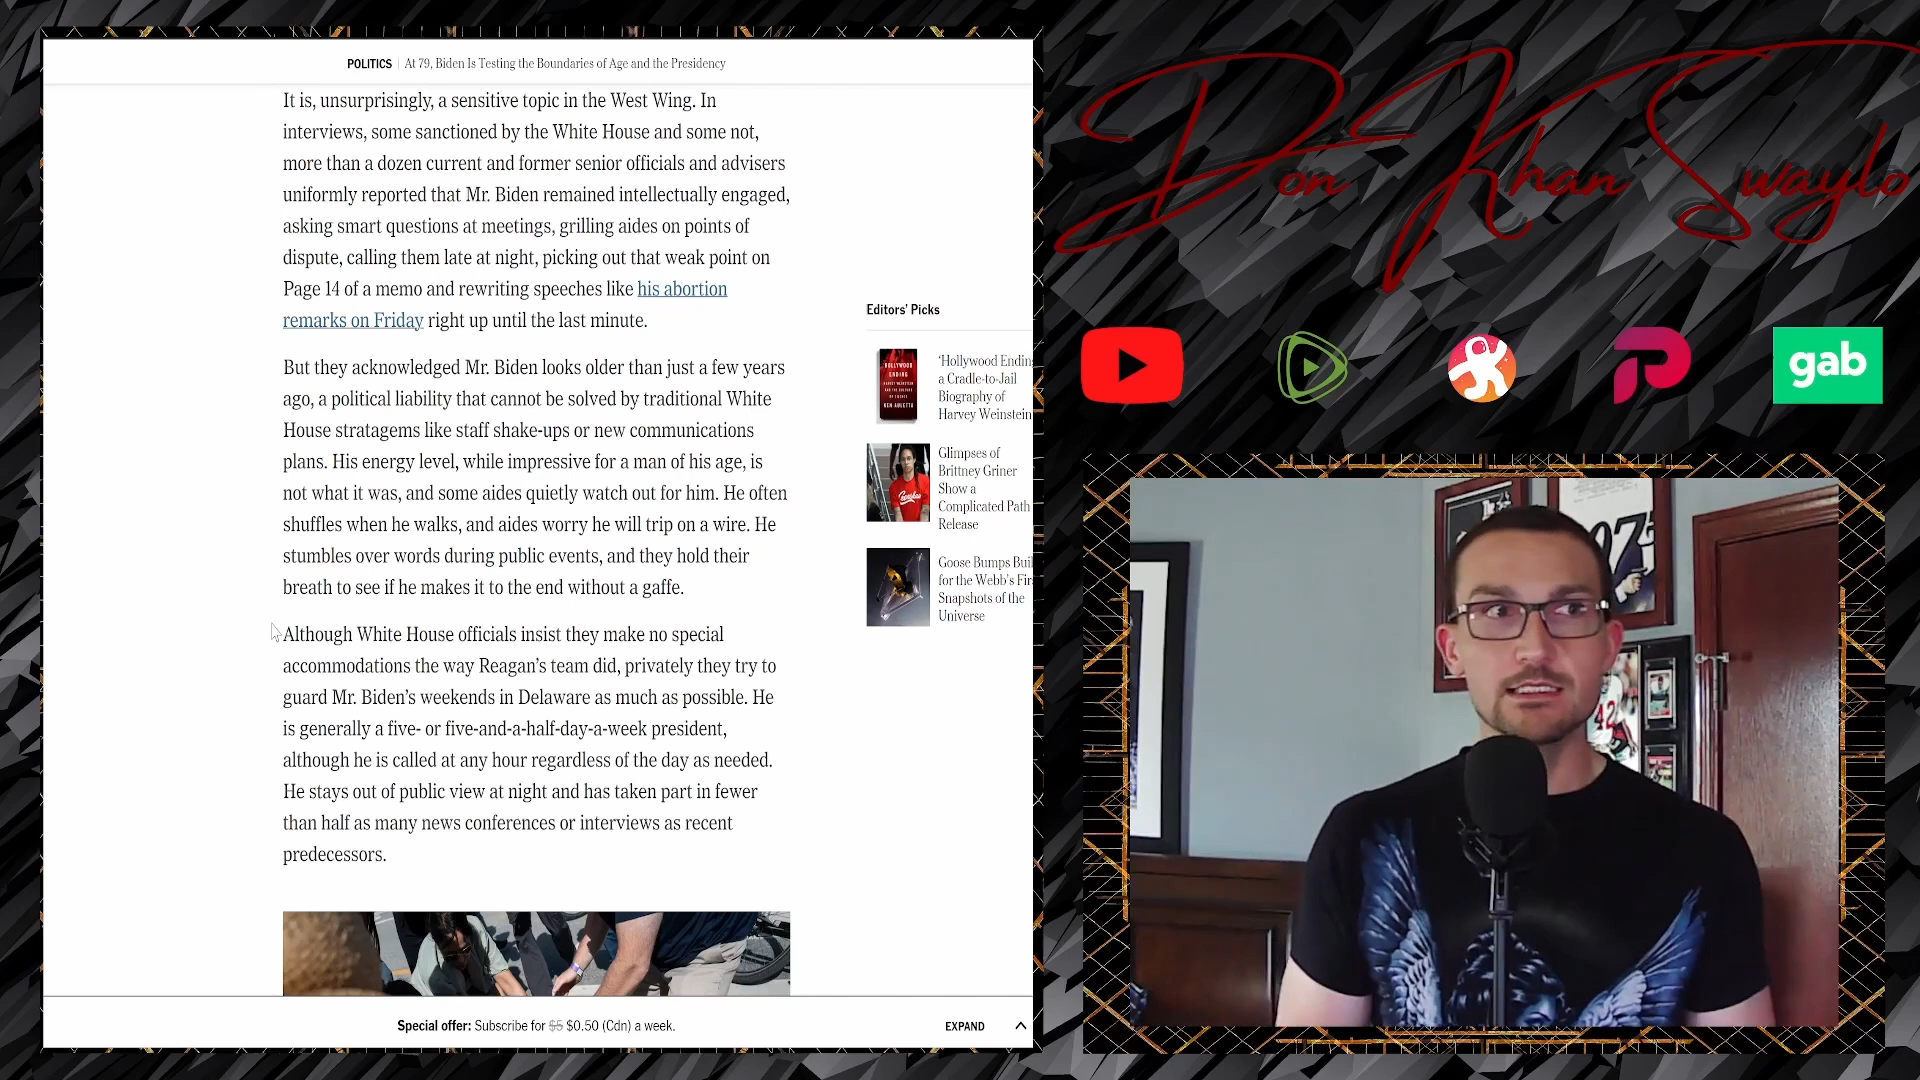 POLITICS | At 79, Biden Is Testing the Boundaries of Age and the Presidency
It is, unsurprisingly, a sensitive topic in the West Wing. In
interviews, some sanctioned by the White House and some not,
more than a dozen current and former senior officials and advisers
uniformly reported that Mr. Biden remained intellectually engaged,
asking smart questions at meetings, grilling aides on points of
dispute, calling them late at night, picking out that weak point on
Page 14 of a memo and rewriting speeches like his abortion
remarks on Friday right up until the last minute.
But they acknowledged Mr. Biden looks older than just a few years
ago, a political liability that cannot be solved by traditional White
House stratagems like staff shake-ups or new communications
plans. His energy level, while impressive for a man of his age, is
not what it was, and some aides quietly watch out for him. He often
shuffles when he walks, and aides worry he will trip on a wire. He
stumbles over words during public events, and they hold their
breath to see if he makes it to the end without a gaffe.
Although White House officials insist they make no special
accommodations the way Reagan’s team did, privately they try to
guard Mr. Biden’s weekends in Delaware as much as possible. He
is generally a five- or five-and-a-half-day-a-week president,
although he is called at any hour regardless of the day as needed.
He stays out of public view at night and has taken part in fewer
than half as many news conferences or interviews as recent
predecessors.
Editors’ Picks
HOLLYWOOD
ENDING
KEN AULETTA
‘Hollywood Ending
a Cradle-to-Jail
Biography of
Harvey Weinstein
Glimpses of
Brittney Griner
Show a
Complicated Path
Release
Goose Bumps Buil
for the Webb’s Fir
Snapshots of the
Universe
Special offer: Subscribe for $5 $0.50 (Cdn) a week.
EXPAND
Don Khan Swaylo
gab
97
42